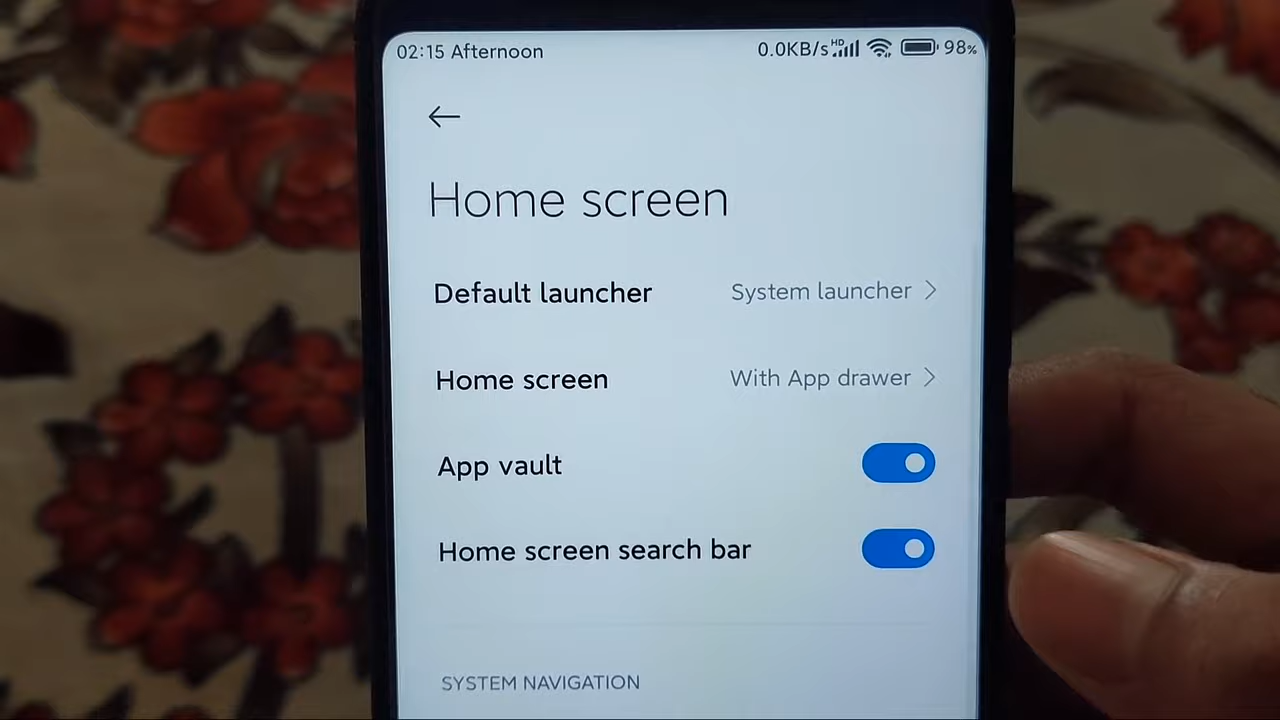 02:15 Afternoon 0.0KB/s HD 98%
Home screen
Default launcher System launcher
Home screen With App drawer
App vault
Home screen search bar
SYSTEM NAVIGATION